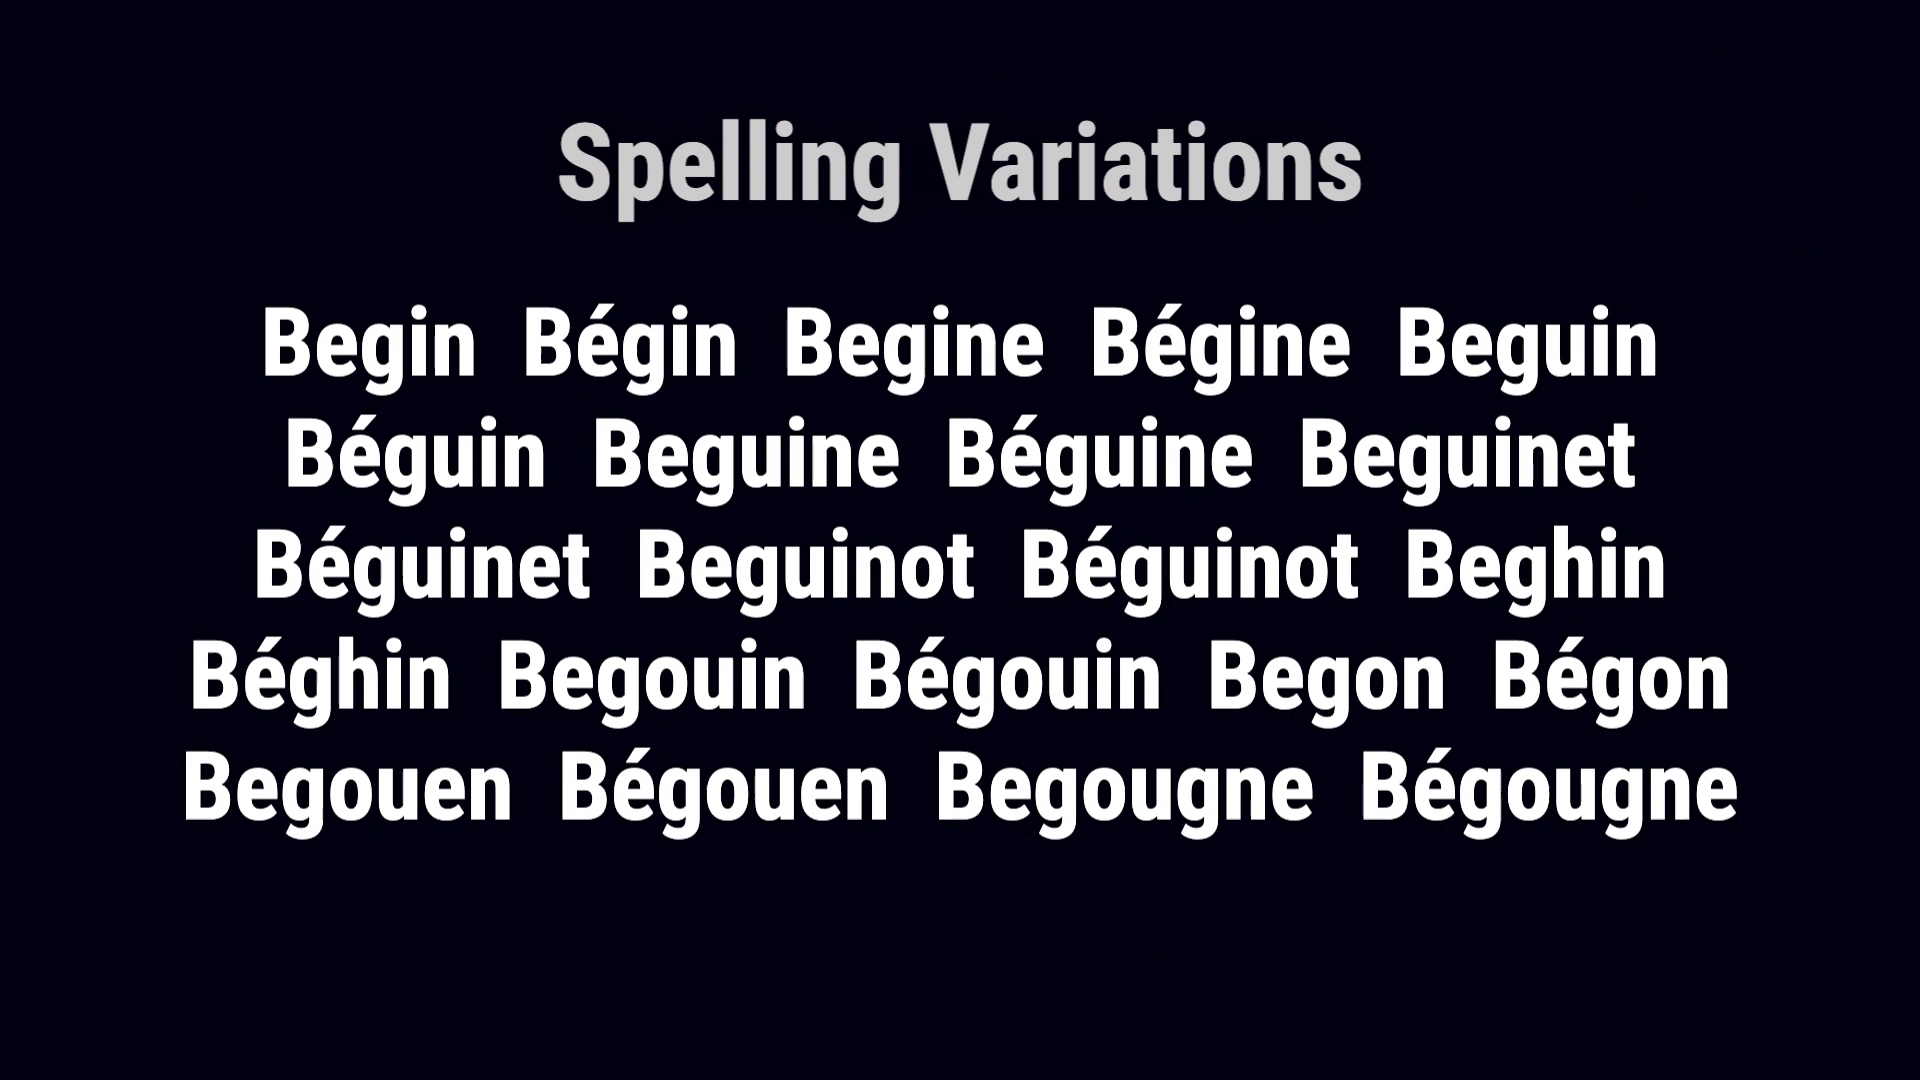 Spelling Variations
Begin Bégin Begine Bégine Beguin
Béguin Beguine Béguine Beguinet
Béguinet Beguinot Béguinot Beghin
Béghin Begouin Bégouin Begon Bégon
Begouen Bégouen Begougne Bégougne